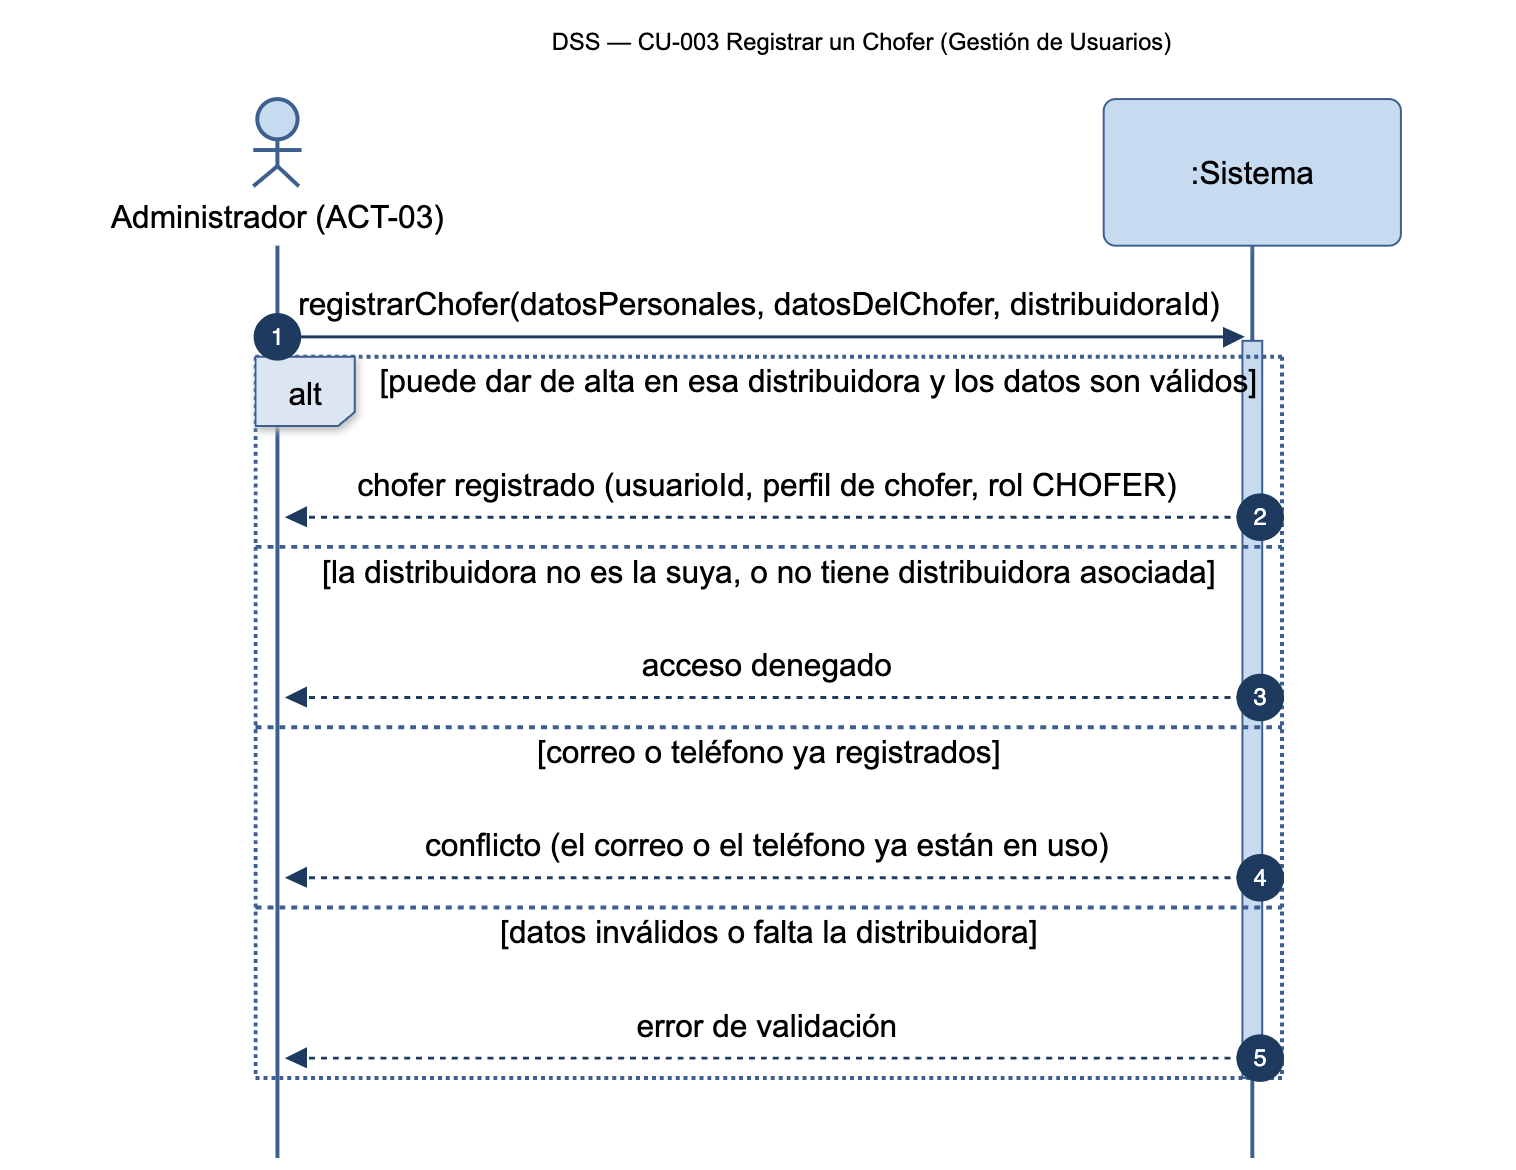 DSS — CU-003 Registrar un Chofer (Gestión de Usuarios)
:Sistema
Administrador (ACT-03)
registrarChofer(datosPersonales, datosDelChofer, distribuidoraId)
1
alt
[puede dar de alta en esa distribuidora y los datos son válidos]
chofer registrado (usuarioId, perfil de chofer, rol CHOFER)
2
[la distribuidora no es la suya, o no tiene distribuidora asociada]
acceso denegado
3
[correo o teléfono ya registrados]
conflicto (el correo o el teléfono ya están en uso)
4
[datos inválidos o falta la distribuidora]
error de validación
5